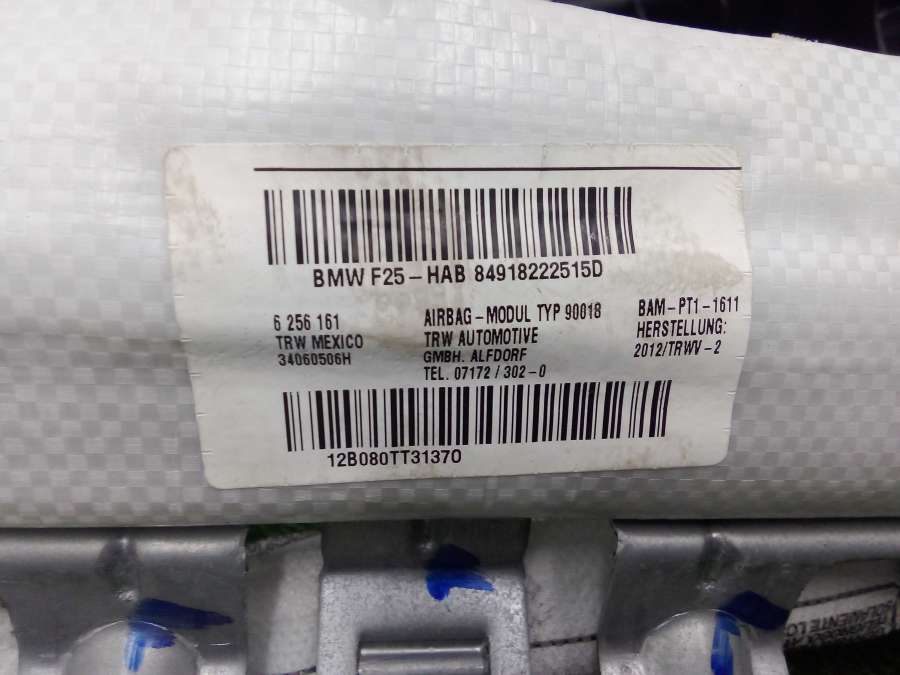 BMW F25-HAB 84918222515D
6 256 161
TRW MEXICO
34060506H
AIRBAG-MODUL TYP 90018
TRW AUTOMOTIVE
GMBH. ALFDORF
TEL. 07172 / 302-0
BAM-PT1-1611
HERSTELLUNG:
2012/TRWV-2
12B080TT31370